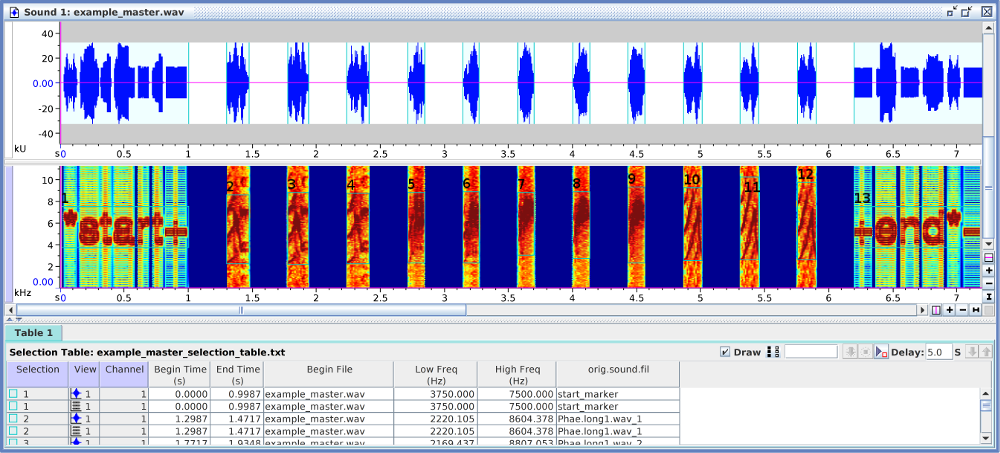 Sound 1: example_master.wav
40
20
0.00
-20
-40
kU
s0 0.5 1 1.5 2 2.5 3 3.5 4 4.5 5 5.5 6 6.5 7
10
8
6
4
2
0.00
kHz
1 2 3 4 5 6 7 8 9 10 11 12 13
*start+ +end*-
s0 0.5 1 1.5 2 2.5 3 3.5 4 4.5 5 5.5 6 6.5 7
Table 1
Selection Table: example_master_selection_table.txt Draw Delay: 5.0 S
Selection View Channel Begin Time (s) End Time (s) Begin File Low Freq (Hz) High Freq (Hz) orig.sound.fil
1 1 1 0.0000 0.9987 example_master.wav 3750.000 7500.000 start_marker
1 1 1 0.0000 0.9987 example_master.wav 3750.000 7500.000 start_marker
2 1 1 1.2987 1.4717 example_master.wav 2220.105 8604.378 Phae.long1.wav_1
2 1 1 1.2987 1.4717 example_master.wav 2220.105 8604.378 Phae.long1.wav_1
3 1 1 1.7717 1.9348 example_master.wav 2169.437 8807.053 Phae.long1.wav_2